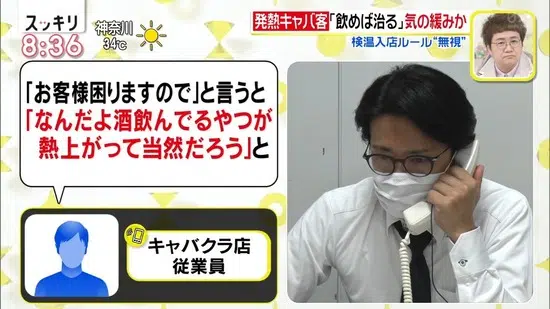 スッキリ
8:36
神奈川
34℃
発熱キャバ客「飲めば治る」気の緩みか
検温入店ルール“無視”
「お客様困りますので」と言うと
「なんだよ酒飲んでるやつが
熱上がって当然だろう」と
キャバクラ店
従業員